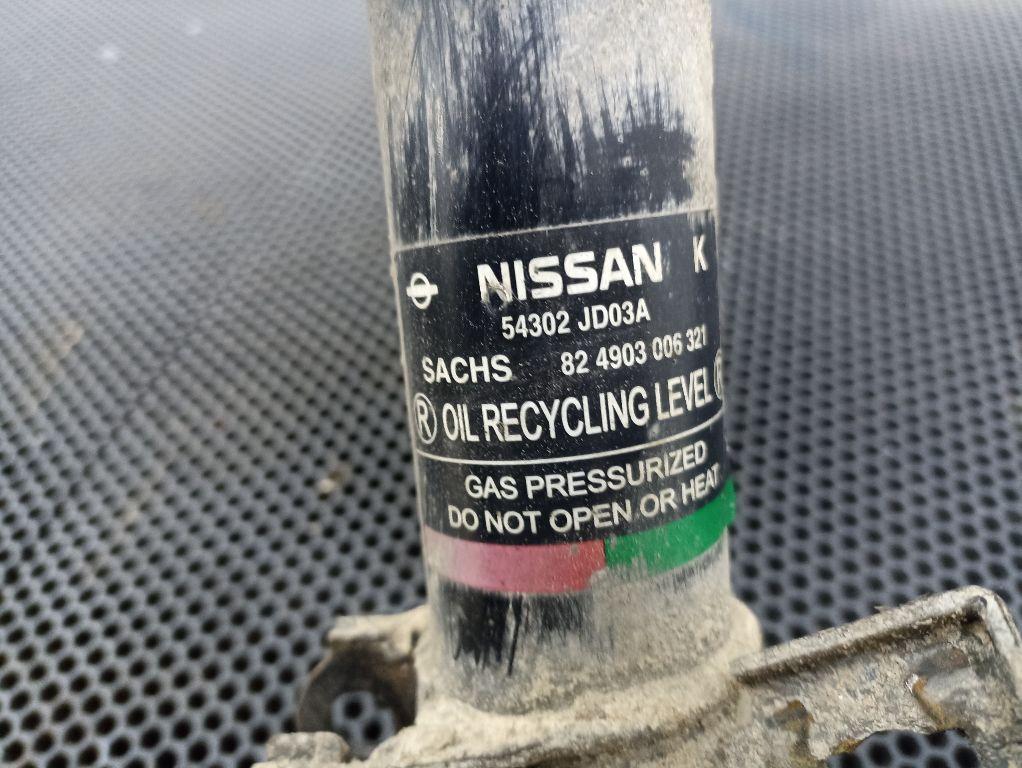 NISSAN K
54302 JD03A
SACHS 82 4903 006 321
® OIL RECYCLING LEVEL ®
GAS PRESSURIZED
DO NOT OPEN OR HEAT